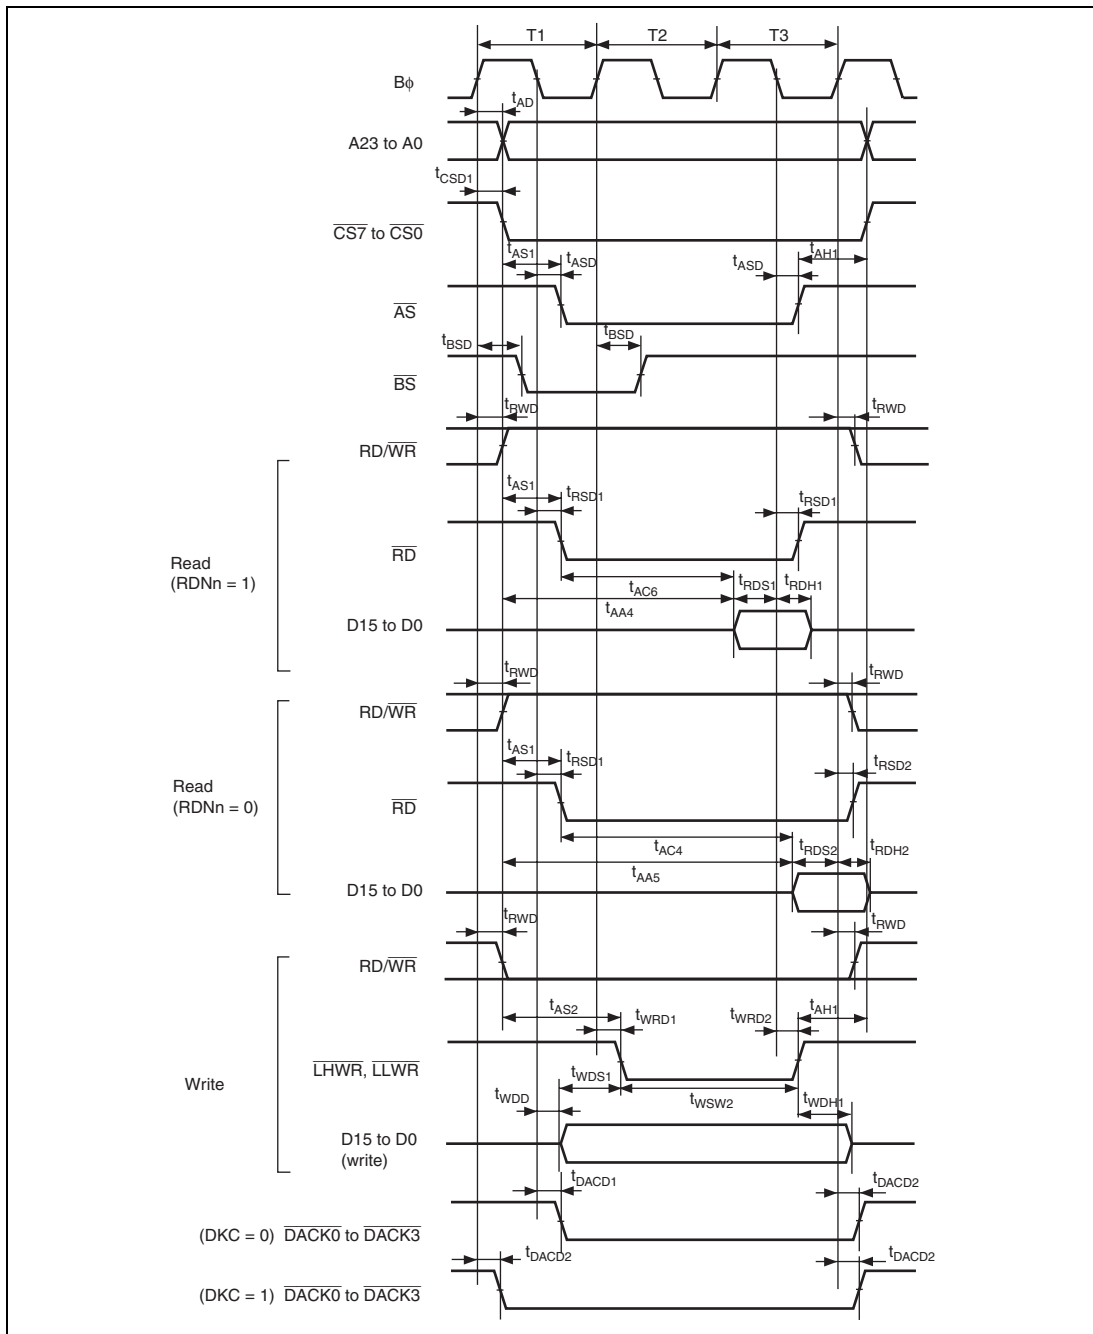 T1 T2 T3
Bϕ
tAD
A23 to A0
tCSD1
CS7 to CS0
tAS1 tASD tASD tAH1
AS
tBSD tBSD
BS
tRWD tRWD
RD/WR
tAS1 tRSD1 tRSD1
RD
Read
(RDNn = 1)
tAC6 tRDS1 tRDH1
tAA4
D15 to D0
tRWD tRWD
RD/WR
tAS1 tRSD1 tRSD2
Read
(RDNn = 0)
RD
tAC4 tRDS2 tRDH2
tAA5
D15 to D0
tRWD tRWD
RD/WR
tAS2 tWRD1 tWRD2 tAH1
LHWR, LLWR
Write
tWDD tWDS1 tWSW2 tWDH1
D15 to D0
(write)
tDACD1 tDACD2
(DKC = 0) DACK0 to DACK3
tDACD2 tDACD2
(DKC = 1) DACK0 to DACK3